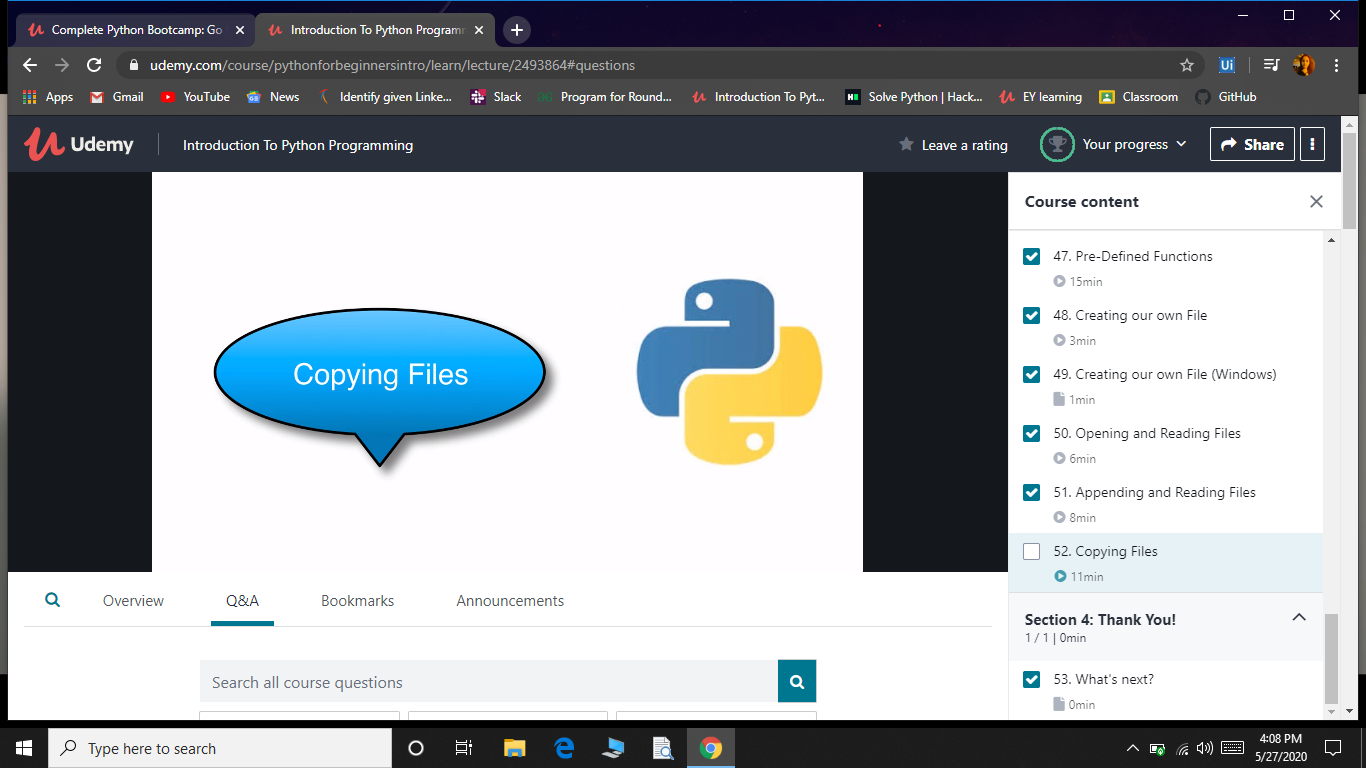 Complete Python Bootcamp: Go
Introduction To Python Programm
udemy.com/course/pythonforbeginnersintro/learn/lecture/2493864#questions
Ui
Apps
Gmail
YouTube
News
Identify given Linke...
Slack
Program for Round...
Introduction To Pyt...
Solve Python | Hack...
EY learning
Classroom
GitHub
Udemy
Introduction To Python Programming
Leave a rating
Your progress
Share
Copying Files
Course content
47. Pre-Defined Functions
15min
48. Creating our own File
3min
49. Creating our own File (Windows)
1min
50. Opening and Reading Files
6min
51. Appending and Reading Files
8min
52. Copying Files
11min
Section 4: Thank You!
1 / 1 | 0min
53. What's next?
0min
Overview
Q&A
Bookmarks
Announcements
Search all course questions
Type here to search
4:08 PM
5/27/2020